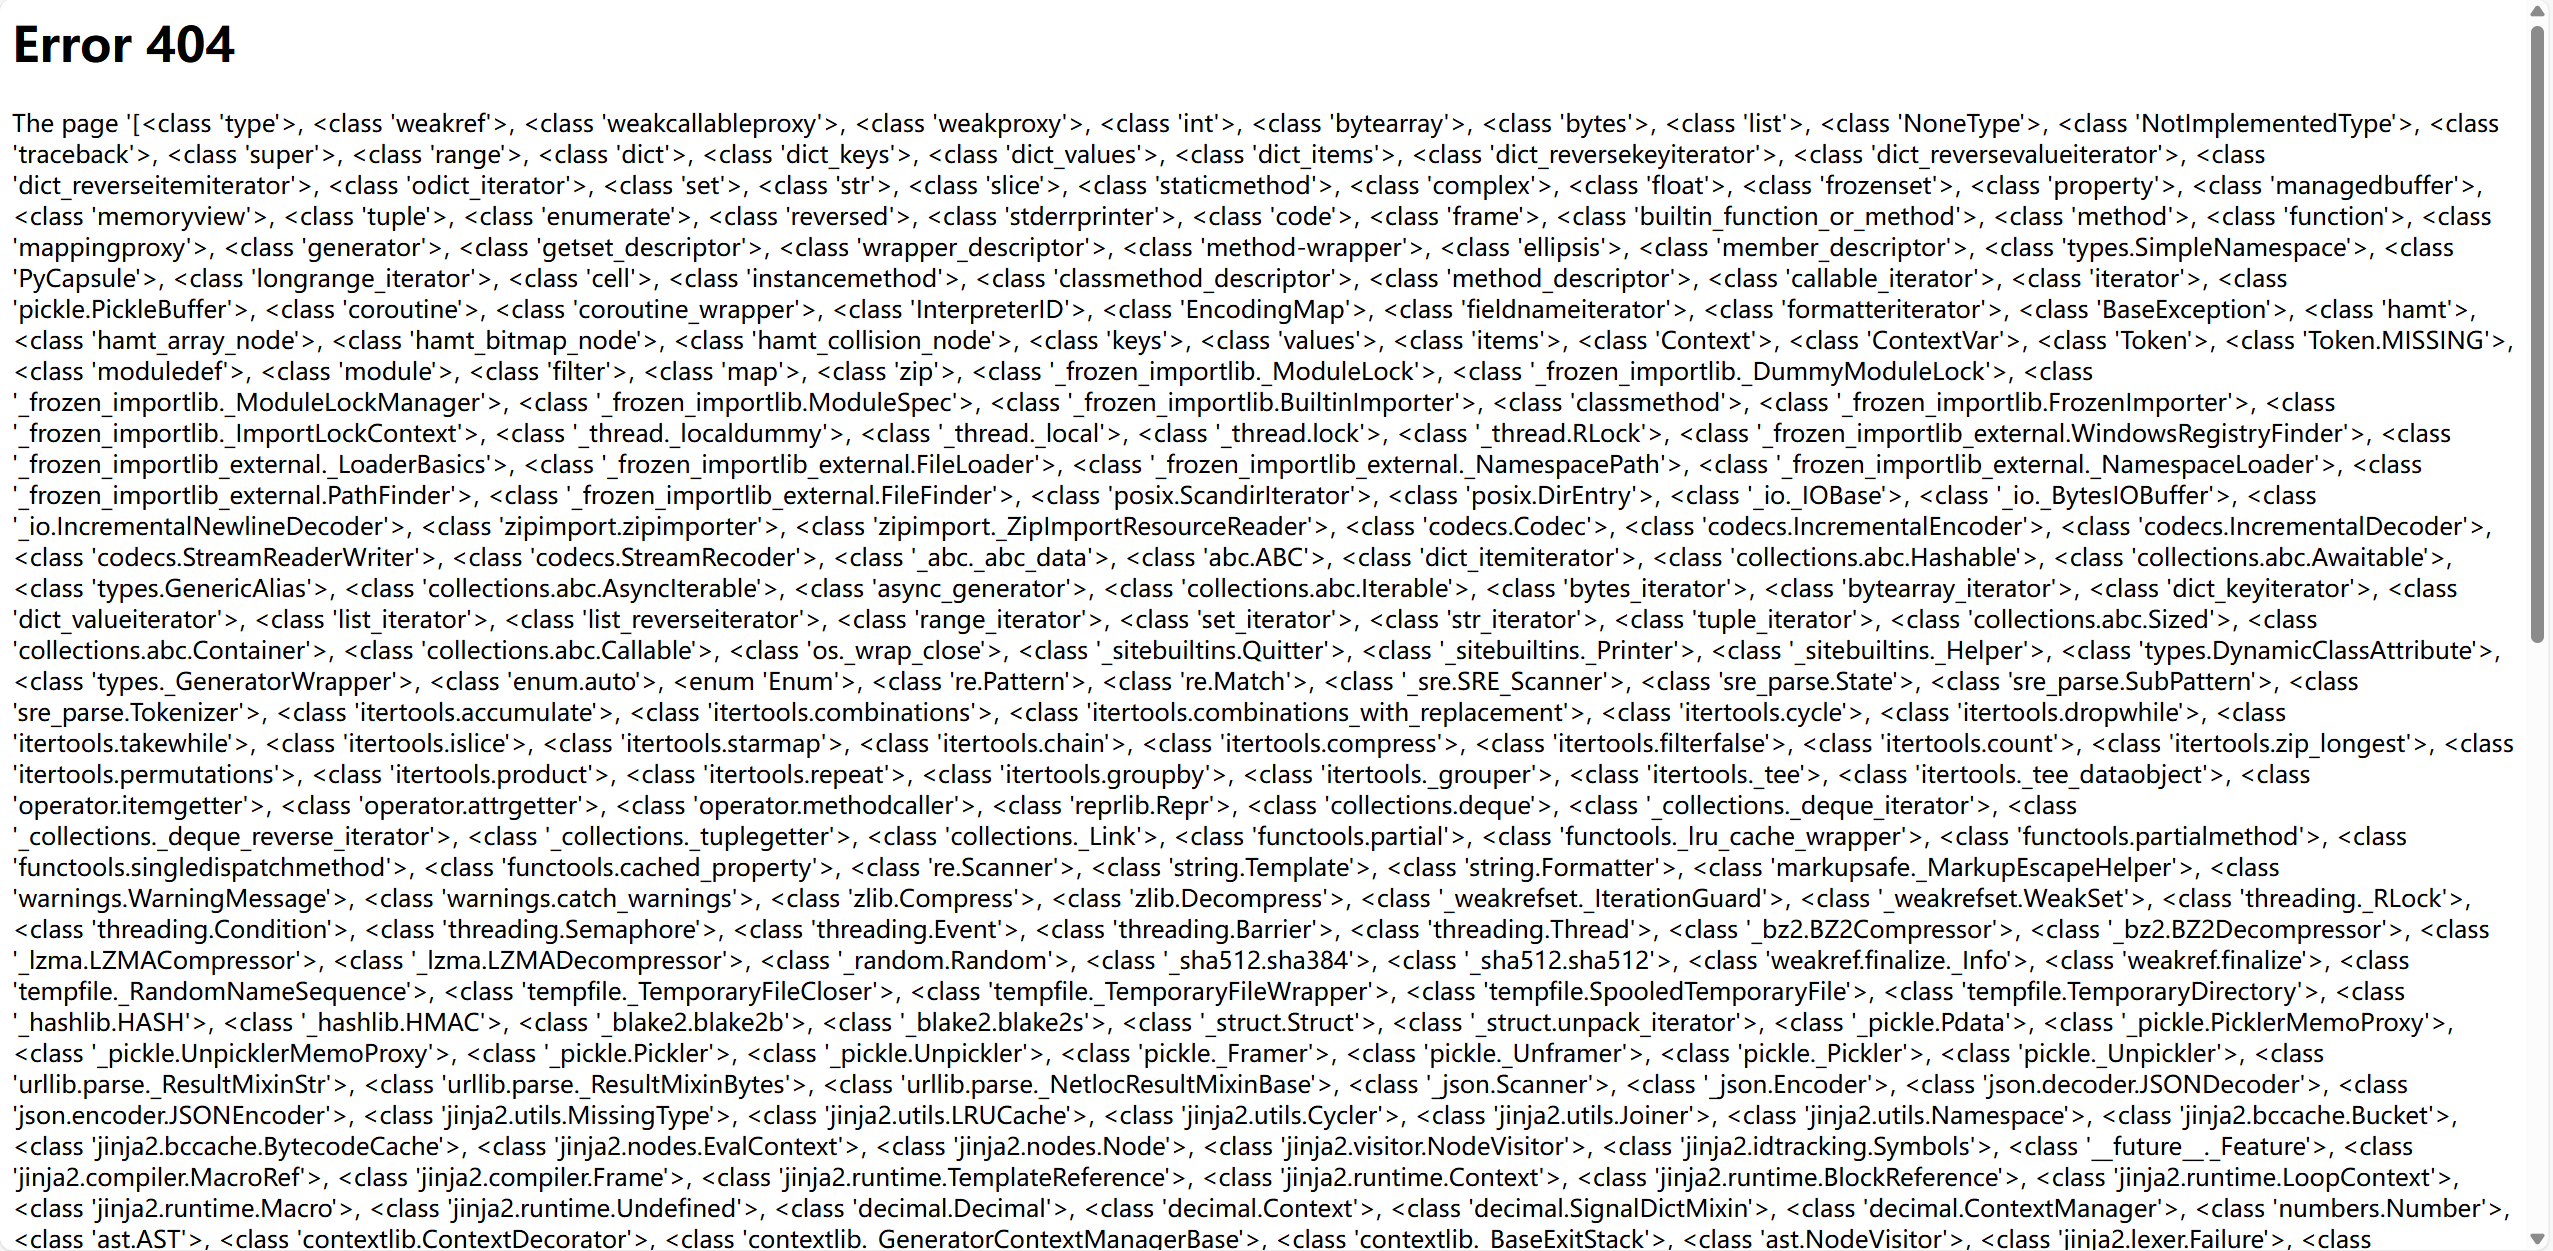 Error 404
The page '[<class 'type'>, <class 'weakref'>, <class 'weakcallableproxy'>, <class 'weakproxy'>, <class 'int'>, <class 'bytearray'>, <class 'bytes'>, <class 'list'>, <class 'NoneType'>, <class 'NotImplementedType'>, <class
'traceback'>, <class 'super'>, <class 'range'>, <class 'dict'>, <class 'dict_keys'>, <class 'dict_values'>, <class 'dict_items'>, <class 'dict_reversekeyiterator'>, <class 'dict_reversevalueiterator'>, <class
'dict_reverseitemiterator'>, <class 'odict_iterator'>, <class 'set'>, <class 'str'>, <class 'slice'>, <class 'staticmethod'>, <class 'complex'>, <class 'float'>, <class 'frozenset'>, <class 'property'>, <class 'managedbuffer'>,
<class 'memoryview'>, <class 'tuple'>, <class 'enumerate'>, <class 'reversed'>, <class 'stderrprinter'>, <class 'code'>, <class 'frame'>, <class 'builtin_function_or_method'>, <class 'method'>, <class 'function'>, <class
'mappingproxy'>, <class 'generator'>, <class 'getset_descriptor'>, <class 'wrapper_descriptor'>, <class 'method-wrapper'>, <class 'ellipsis'>, <class 'member_descriptor'>, <class 'types.SimpleNamespace'>, <class
'PyCapsule'>, <class 'longrange_iterator'>, <class 'cell'>, <class 'instancemethod'>, <class 'classmethod_descriptor'>, <class 'method_descriptor'>, <class 'callable_iterator'>, <class 'iterator'>, <class
'pickle.PickleBuffer'>, <class 'coroutine'>, <class 'coroutine_wrapper'>, <class 'InterpreterID'>, <class 'EncodingMap'>, <class 'fieldnameiterator'>, <class 'formatteriterator'>, <class 'BaseException'>, <class 'hamt'>,
<class 'hamt_array_node'>, <class 'hamt_bitmap_node'>, <class 'hamt_collision_node'>, <class 'keys'>, <class 'values'>, <class 'items'>, <class 'Context'>, <class 'ContextVar'>, <class 'Token'>, <class 'Token.MISSING'>,
<class 'moduledef'>, <class 'module'>, <class 'filter'>, <class 'map'>, <class 'zip'>, <class '_frozen_importlib._ModuleLock'>, <class '_frozen_importlib._DummyModuleLock'>, <class
'_frozen_importlib._ModuleLockManager'>, <class '_frozen_importlib.ModuleSpec'>, <class '_frozen_importlib.BuiltinImporter'>, <class 'classmethod'>, <class '_frozen_importlib.FrozenImporter'>, <class
'_frozen_importlib._ImportLockContext'>, <class '_thread._localdummy'>, <class '_thread._local'>, <class '_thread.lock'>, <class '_thread.RLock'>, <class '_frozen_importlib_external.WindowsRegistryFinder'>, <class
'_frozen_importlib_external._LoaderBasics'>, <class '_frozen_importlib_external.FileLoader'>, <class '_frozen_importlib_external._NamespacePath'>, <class '_frozen_importlib_external._NamespaceLoader'>, <class
'_frozen_importlib_external.PathFinder'>, <class '_frozen_importlib_external.FileFinder'>, <class 'posix.ScandirIterator'>, <class 'posix.DirEntry'>, <class '_io._IOBase'>, <class '_io._BytesIOBuffer'>, <class
'_io.IncrementalNewlineDecoder'>, <class 'zipimport.zipimporter'>, <class 'zipimport._ZipImportResourceReader'>, <class 'codecs.Codec'>, <class 'codecs.IncrementalEncoder'>, <class 'codecs.IncrementalDecoder'>,
<class 'codecs.StreamReaderWriter'>, <class 'codecs.StreamRecoder'>, <class '_abc._abc_data'>, <class 'abc.ABC'>, <class 'dict_itemiterator'>, <class 'collections.abc.Hashable'>, <class 'collections.abc.Awaitable'>,
<class 'types.GenericAlias'>, <class 'collections.abc.AsyncIterable'>, <class 'async_generator'>, <class 'collections.abc.Iterable'>, <class 'bytes_iterator'>, <class 'bytearray_iterator'>, <class 'dict_keyiterator'>, <class
'dict_valueiterator'>, <class 'list_iterator'>, <class 'list_reverseiterator'>, <class 'range_iterator'>, <class 'set_iterator'>, <class 'str_iterator'>, <class 'tuple_iterator'>, <class 'collections.abc.Sized'>, <class
'collections.abc.Container'>, <class 'collections.abc.Callable'>, <class 'os._wrap_close'>, <class '_sitebuiltins.Quitter'>, <class '_sitebuiltins._Printer'>, <class '_sitebuiltins._Helper'>, <class 'types.DynamicClassAttribute'>,
<class 'types._GeneratorWrapper'>, <class 'enum.auto'>, <enum 'Enum'>, <class 're.Pattern'>, <class 're.Match'>, <class '_sre.SRE_Scanner'>, <class 'sre_parse.State'>, <class 'sre_parse.SubPattern'>, <class
'sre_parse.Tokenizer'>, <class 'itertools.accumulate'>, <class 'itertools.combinations'>, <class 'itertools.combinations_with_replacement'>, <class 'itertools.cycle'>, <class 'itertools.dropwhile'>, <class
'itertools.takewhile'>, <class 'itertools.islice'>, <class 'itertools.starmap'>, <class 'itertools.chain'>, <class 'itertools.compress'>, <class 'itertools.filterfalse'>, <class 'itertools.count'>, <class 'itertools.zip_longest'>, <class
'itertools.permutations'>, <class 'itertools.product'>, <class 'itertools.repeat'>, <class 'itertools.groupby'>, <class 'itertools._grouper'>, <class 'itertools._tee'>, <class 'itertools._tee_dataobject'>, <class
'operator.itemgetter'>, <class 'operator.attrgetter'>, <class 'operator.methodcaller'>, <class 'reprlib.Repr'>, <class 'collections.deque'>, <class '_collections._deque_iterator'>, <class
'_collections._deque_reverse_iterator'>, <class '_collections._tuplegetter'>, <class 'collections._Link'>, <class 'functools.partial'>, <class 'functools._lru_cache_wrapper'>, <class 'functools.partialmethod'>, <class
'functools.singledispatchmethod'>, <class 'functools.cached_property'>, <class 're.Scanner'>, <class 'string.Template'>, <class 'string.Formatter'>, <class 'markupsafe._MarkupEscapeHelper'>, <class
'warnings.WarningMessage'>, <class 'warnings.catch_warnings'>, <class 'zlib.Compress'>, <class 'zlib.Decompress'>, <class '_weakrefset._IterationGuard'>, <class '_weakrefset.WeakSet'>, <class 'threading._RLock'>,
<class 'threading.Condition'>, <class 'threading.Semaphore'>, <class 'threading.Event'>, <class 'threading.Barrier'>, <class 'threading.Thread'>, <class '_bz2.BZ2Compressor'>, <class '_bz2.BZ2Decompressor'>, <class
'_lzma.LZMACompressor'>, <class '_lzma.LZMADecompressor'>, <class '_random.Random'>, <class '_sha512.sha384'>, <class '_sha512.sha512'>, <class 'weakref.finalize._Info'>, <class 'weakref.finalize'>, <class
'tempfile._RandomNameSequence'>, <class 'tempfile._TemporaryFileCloser'>, <class 'tempfile._TemporaryFileWrapper'>, <class 'tempfile.SpooledTemporaryFile'>, <class 'tempfile.TemporaryDirectory'>, <class
'_hashlib.HASH'>, <class '_hashlib.HMAC'>, <class '_blake2.blake2b'>, <class '_blake2.blake2s'>, <class '_struct.Struct'>, <class '_struct.unpack_iterator'>, <class '_pickle.Pdata'>, <class '_pickle.PicklerMemoProxy'>,
<class '_pickle.UnpicklerMemoProxy'>, <class '_pickle.Pickler'>, <class '_pickle.Unpickler'>, <class 'pickle._Framer'>, <class 'pickle._Unframer'>, <class 'pickle._Pickler'>, <class 'pickle._Unpickler'>, <class
'urllib.parse._ResultMixinStr'>, <class 'urllib.parse._ResultMixinBytes'>, <class 'urllib.parse._NetlocResultMixinBase'>, <class '_json.Scanner'>, <class '_json.Encoder'>, <class 'json.decoder.JSONDecoder'>, <class
'json.encoder.JSONEncoder'>, <class 'jinja2.utils.MissingType'>, <class 'jinja2.utils.LRUCache'>, <class 'jinja2.utils.Cycler'>, <class 'jinja2.utils.Joiner'>, <class 'jinja2.utils.Namespace'>, <class 'jinja2.bccache.Bucket'>,
<class 'jinja2.bccache.BytecodeCache'>, <class 'jinja2.nodes.EvalContext'>, <class 'jinja2.nodes.Node'>, <class 'jinja2.visitor.NodeVisitor'>, <class 'jinja2.idtracking.Symbols'>, <class '__future__._Feature'>, <class
'jinja2.compiler.MacroRef'>, <class 'jinja2.compiler.Frame'>, <class 'jinja2.runtime.TemplateReference'>, <class 'jinja2.runtime.Context'>, <class 'jinja2.runtime.BlockReference'>, <class 'jinja2.runtime.LoopContext'>,
<class 'jinja2.runtime.Macro'>, <class 'jinja2.runtime.Undefined'>, <class 'decimal.Decimal'>, <class 'decimal.Context'>, <class 'decimal.SignalDictMixin'>, <class 'decimal.ContextManager'>, <class 'numbers.Number'>,
<class 'ast.AST'>, <class 'contextlib.ContextDecorator'>, <class 'contextlib._GeneratorContextManagerBase'>, <class 'contextlib._BaseExitStack'>, <class 'ast.NodeVisitor'>, <class 'jinja2.lexer.Failure'>, <class